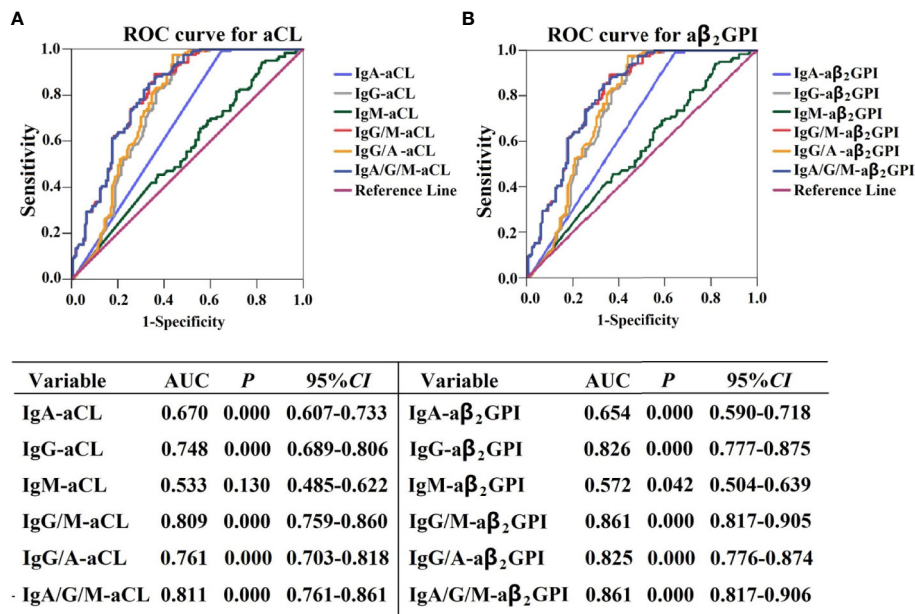 A
ROC curve for aCL
1.0
0.8
0.6
0.4
0.2
0.0
0.0 0.2 0.4 0.6 0.8 1.0
Sensitivity
1-Specificity
IgA-aCL
IgG-aCL
IgM-aCL
IgG/M-aCL
IgG/A -aCL
IgA/G/M-aCL
Reference Line
B
ROC curve for aβ₂GPI
1.0
0.8
0.6
0.4
0.2
0.0
0.0 0.2 0.4 0.6 0.8 1.0
Sensitivity
1-Specificity
IgA-aβ₂GPI
IgG-aβ₂GPI
IgM-aβ₂GPI
IgG/M-aβ₂GPI
IgG/A -aβ₂GPI
IgA/G/M-aβ₂GPI
Reference Line
Variable AUC P 95%CI Variable AUC P 95%CI
IgA-aCL 0.670 0.000 0.607-0.733 IgA-aβ₂GPI 0.654 0.000 0.590-0.718
IgG-aCL 0.748 0.000 0.689-0.806 IgG-aβ₂GPI 0.826 0.000 0.777-0.875
IgM-aCL 0.533 0.130 0.485-0.622 IgM-aβ₂GPI 0.572 0.042 0.504-0.639
IgG/M-aCL 0.809 0.000 0.759-0.860 IgG/M-aβ₂GPI 0.861 0.000 0.817-0.905
IgG/A-aCL 0.761 0.000 0.703-0.818 IgG/A-aβ₂GPI 0.825 0.000 0.776-0.874
IgA/G/M-aCL 0.811 0.000 0.761-0.861 IgA/G/M-aβ₂GPI 0.861 0.000 0.817-0.906